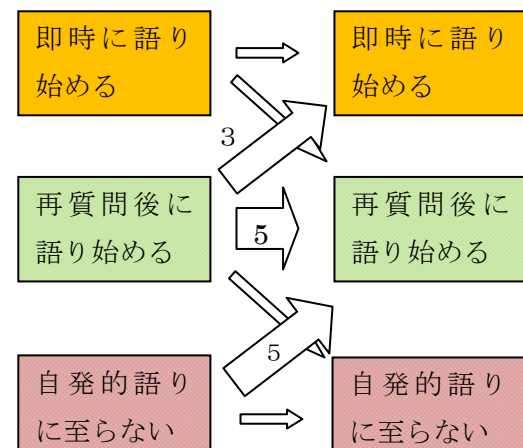 即時に語り
始める
即時に語り
始める
3
再質問後に
語り始める
5
再質問後に
語り始める
5
自発的語り
に至らない
自発的語り
に至らない